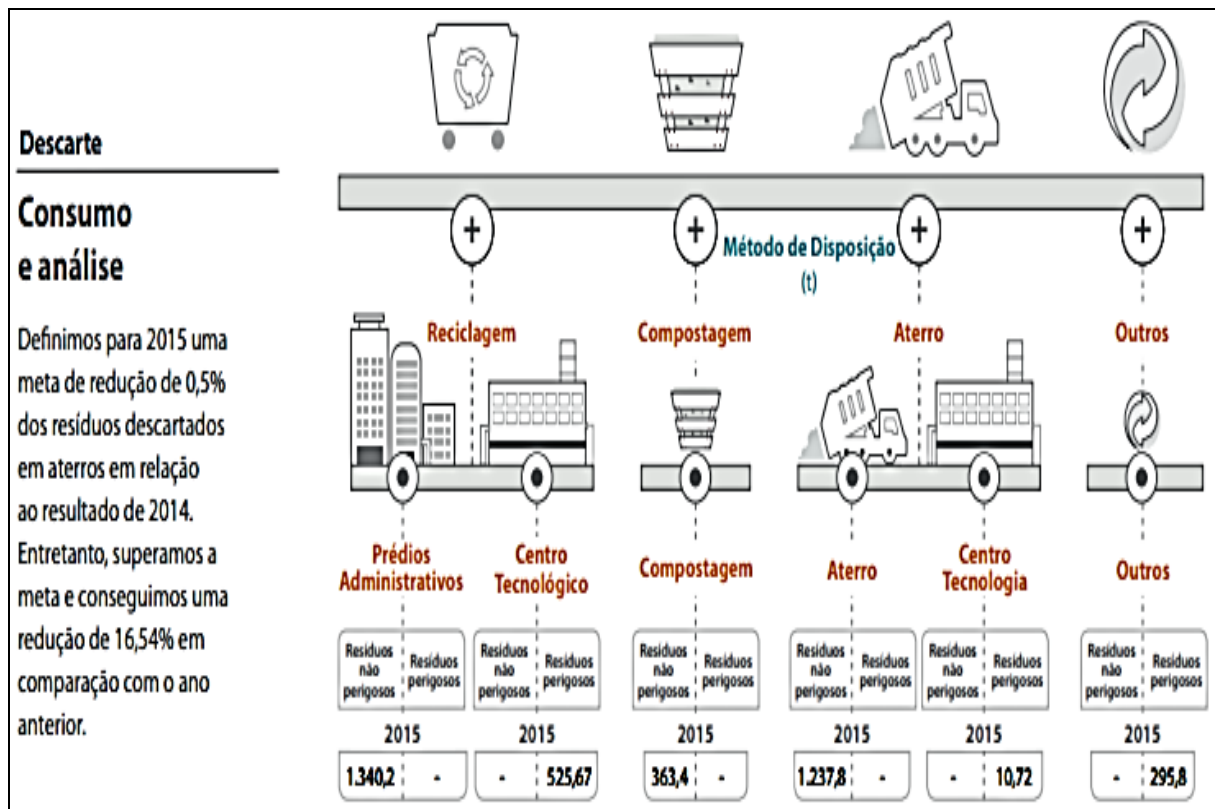 Descarte
Consumo
e análise
Definimos para 2015 uma
meta de redução de 0,5%
dos resíduos descartados
em aterros em relação
ao resultado de 2014.
Entretanto, superamos a
meta e conseguimos uma
redução de 16,54% em
comparação com o ano
anterior.
Método de Disposição
(t)
Reciclagem Compostagem Aterro Outros
Prédios Administrativos
Centro Tecnológico
Compostagem
Aterro
Centro Tecnologia
Outros
Resíduos não perigosos Resíduos perigosos
Resíduos não perigosos Resíduos perigosos
Resíduos não perigosos Resíduos perigosos
Resíduos não perigosos Resíduos perigosos
Resíduos não perigosos Resíduos perigosos
Resíduos não perigosos Resíduos perigosos
2015 2015 2015 2015 2015 2015
1.340,2 - - 525,67 363,4 - 1.237,8 - - 10,72 - 295,8